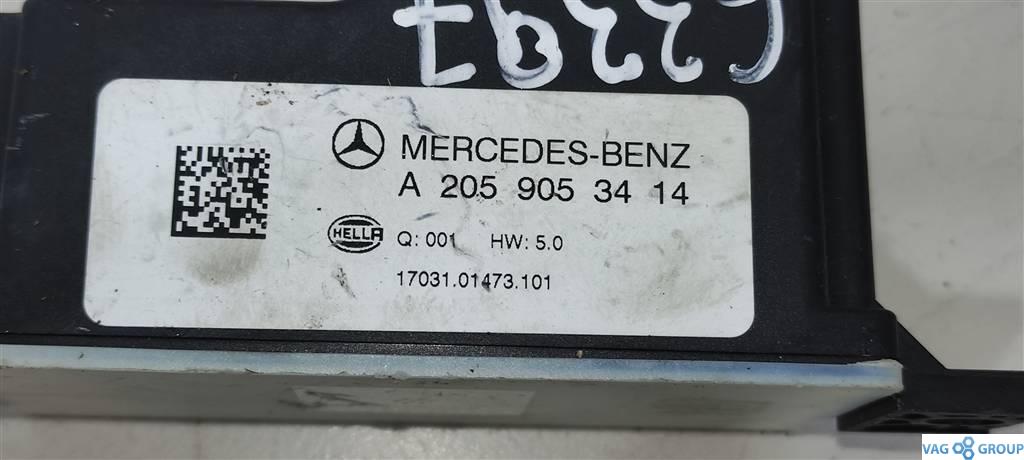 MERCEDES-BENZ
A 205 905 34 14
HELLA
Q: 001 HW: 5.0
17031.01473.101
VAG GROUP